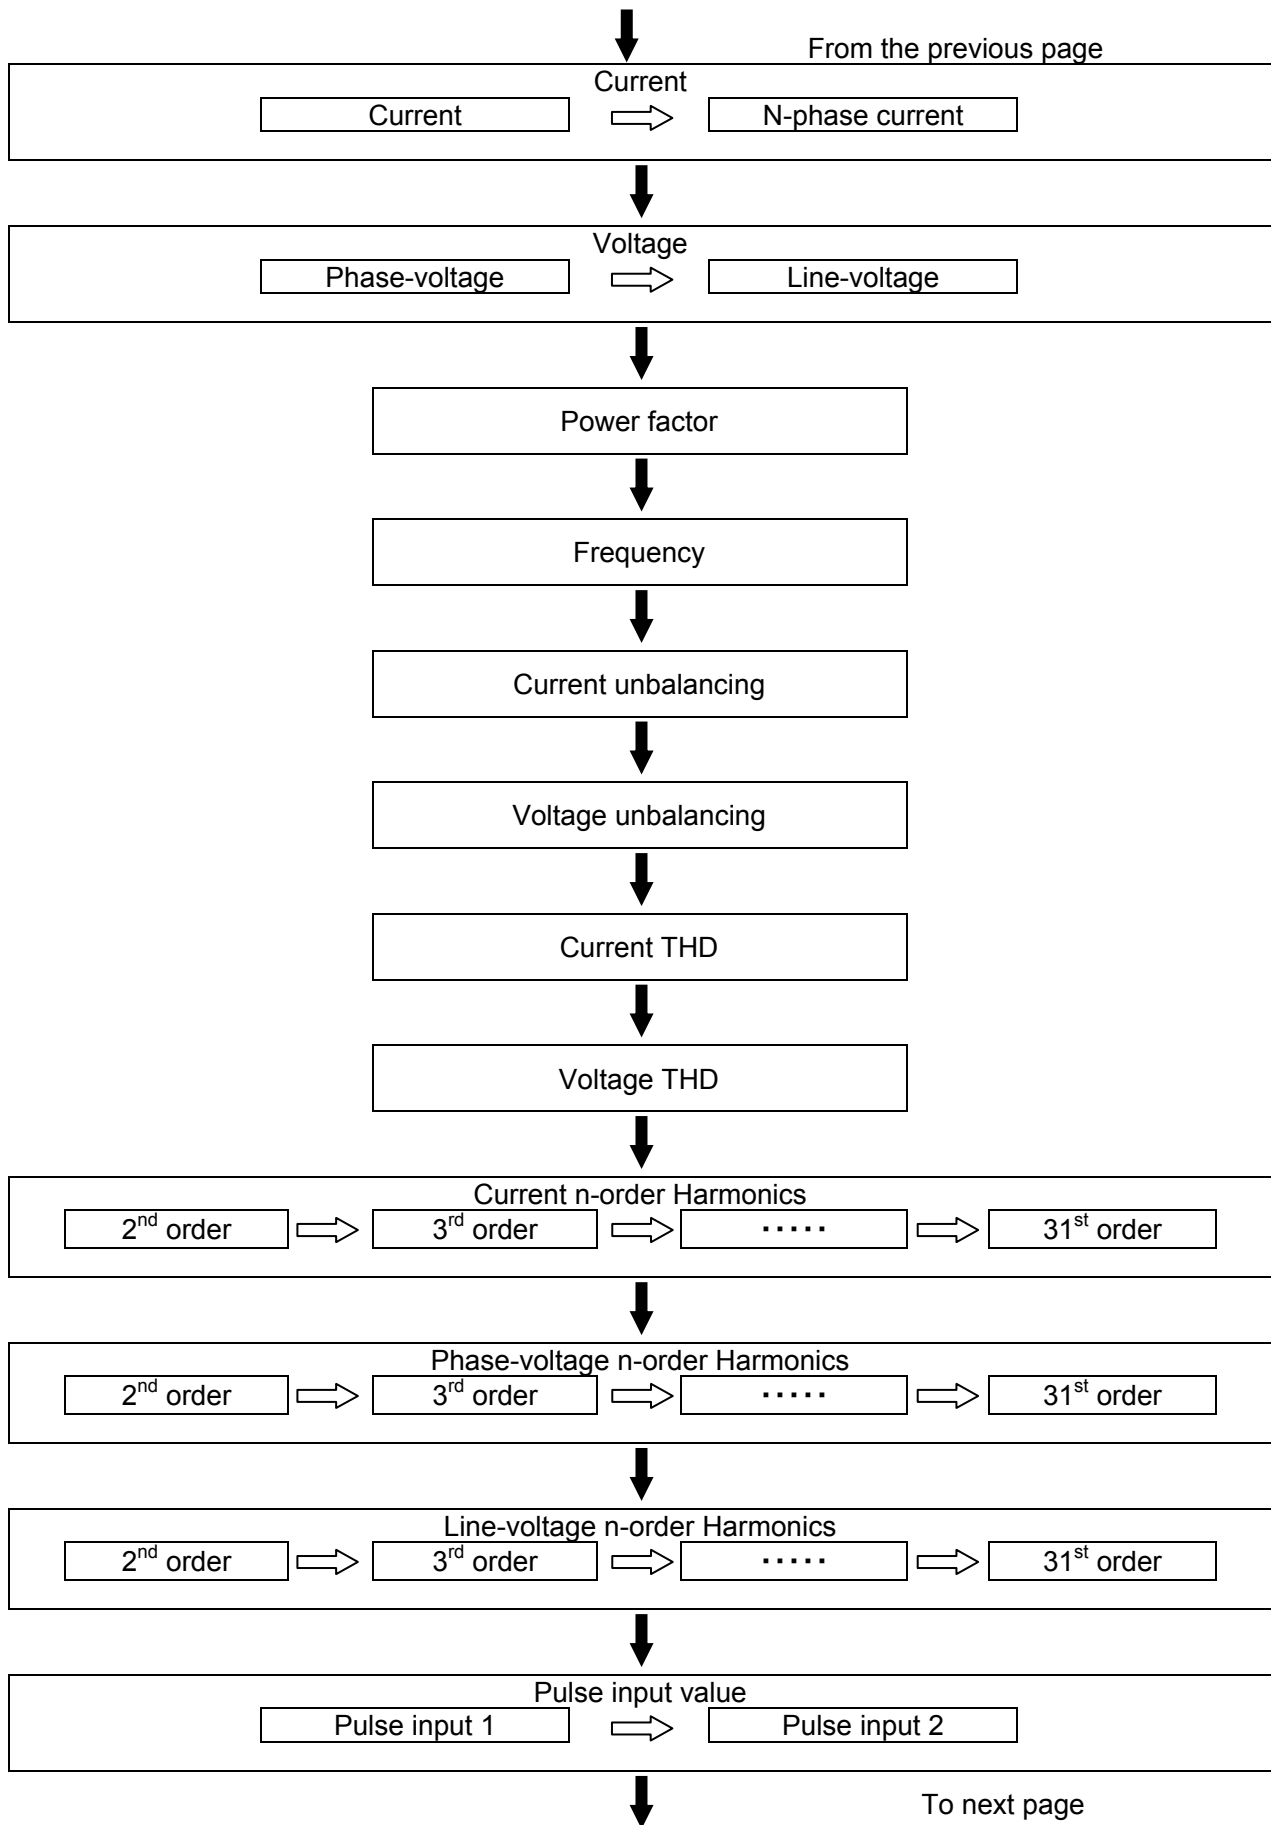 From the previous page
Current
Current
N-phase current
Voltage
Phase-voltage
Line-voltage
Power factor
Frequency
Current unbalancing
Voltage unbalancing
Current THD
Voltage THD
Current n-order Harmonics
2nd order
3rd order
·····
31st order
Phase-voltage n-order Harmonics
2nd order
3rd order
·····
31st order
Line-voltage n-order Harmonics
2nd order
3rd order
·····
31st order
Pulse input value
Pulse input 1
Pulse input 2
To next page